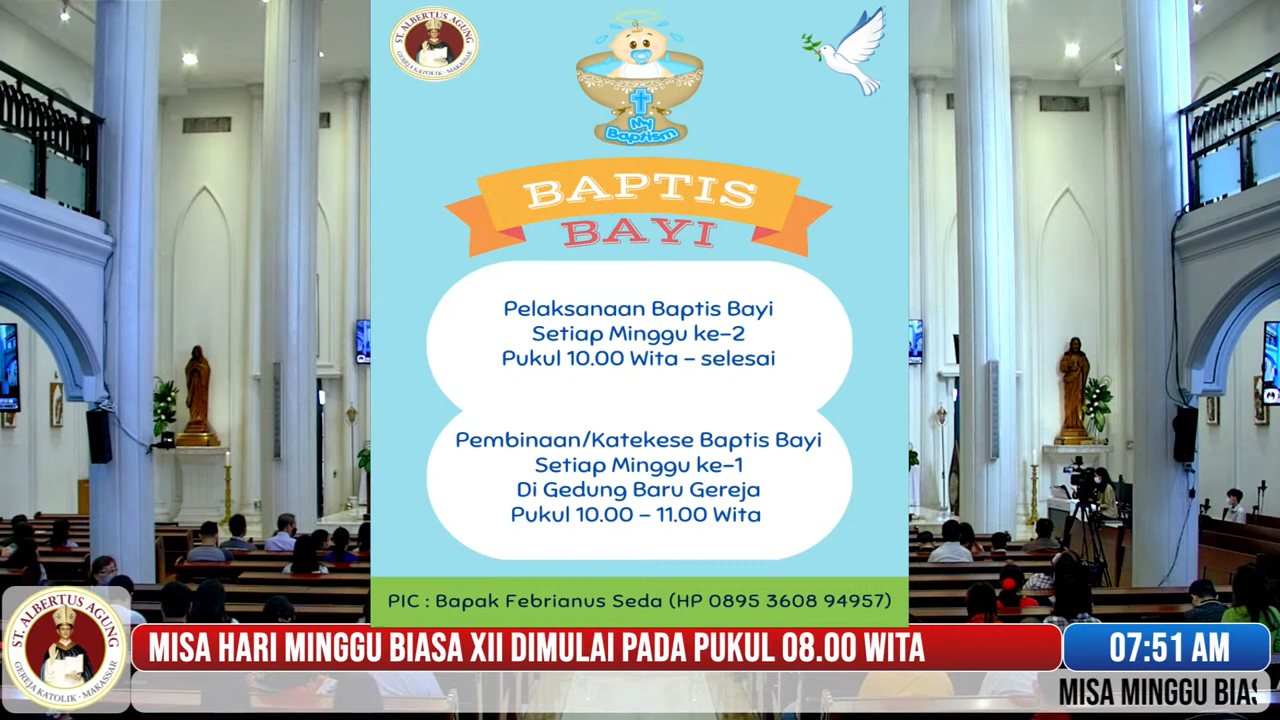 ST. ALBERTUS AGUNG
GEREJA KATOLIK - MAKASSAR
My
Baptism
BAPTIS
BAYI
Pelaksanaan Baptis Bayi
Setiap Minggu ke-2
Pukul 10.00 Wita - selesai
Pembinaan/Katekese Baptis Bayi
Setiap Minggu ke-1
Di Gedung Baru Gereja
Pukul 10.00 - 11.00 Wita
PIC : Bapak Febrianus Seda (HP 0895 3608 94957)
ST. ALBERTUS AGUNG
GEREJA KATOLIK - MAKASSAR
MISA HARI MINGGU BIASA XII DIMULAI PADA PUKUL 08.00 WITA
07:51 AM
MISA MINGGU BIAS